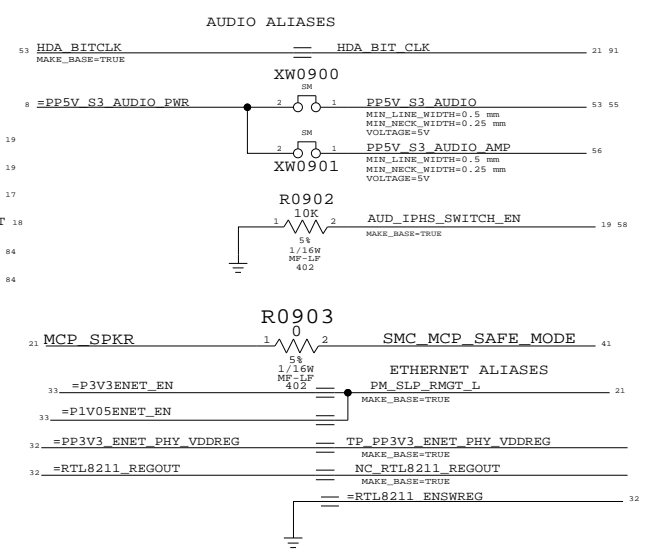 AUDIO ALIASES
53 HDA_BITCLK HDA_BIT_CLK 21 91
MAKE_BASE=TRUE
XW0900
SM
8 =PP5V_S3_AUDIO_PWR 2 1 PP5V_S3_AUDIO 53 55
MIN_LINE_WIDTH=0.5 mm
MIN_NECK_WIDTH=0.25 mm
VOLTAGE=5V
19
SM
2 1 PP5V_S3_AUDIO_AMP 56
XW0901
MIN_LINE_WIDTH=0.5 mm
MIN_NECK_WIDTH=0.25 mm
VOLTAGE=5V
19
17
R0902
10K
T 18
1 2 AUD_IPHS_SWITCH_EN 19 58
MAKE_BASE=TRUE
5%
1/16W
MF-LF
402
84
84
R0903
0
21 MCP_SPKR 1 2 SMC_MCP_SAFE_MODE 41
5%
1/16W
MF-LF
402
ETHERNET ALIASES
33 =P3V3ENET_EN PM_SLP_RMGT_L 21
MAKE_BASE=TRUE
33 =P1V05ENET_EN
32 =PP3V3_ENET_PHY_VDDREG TP_PP3V3_ENET_PHY_VDDREG
MAKE_BASE=TRUE
32 =RTL8211_REGOUT NC_RTL8211_REGOUT
MAKE_BASE=TRUE
=RTL8211_ENSWREG 32